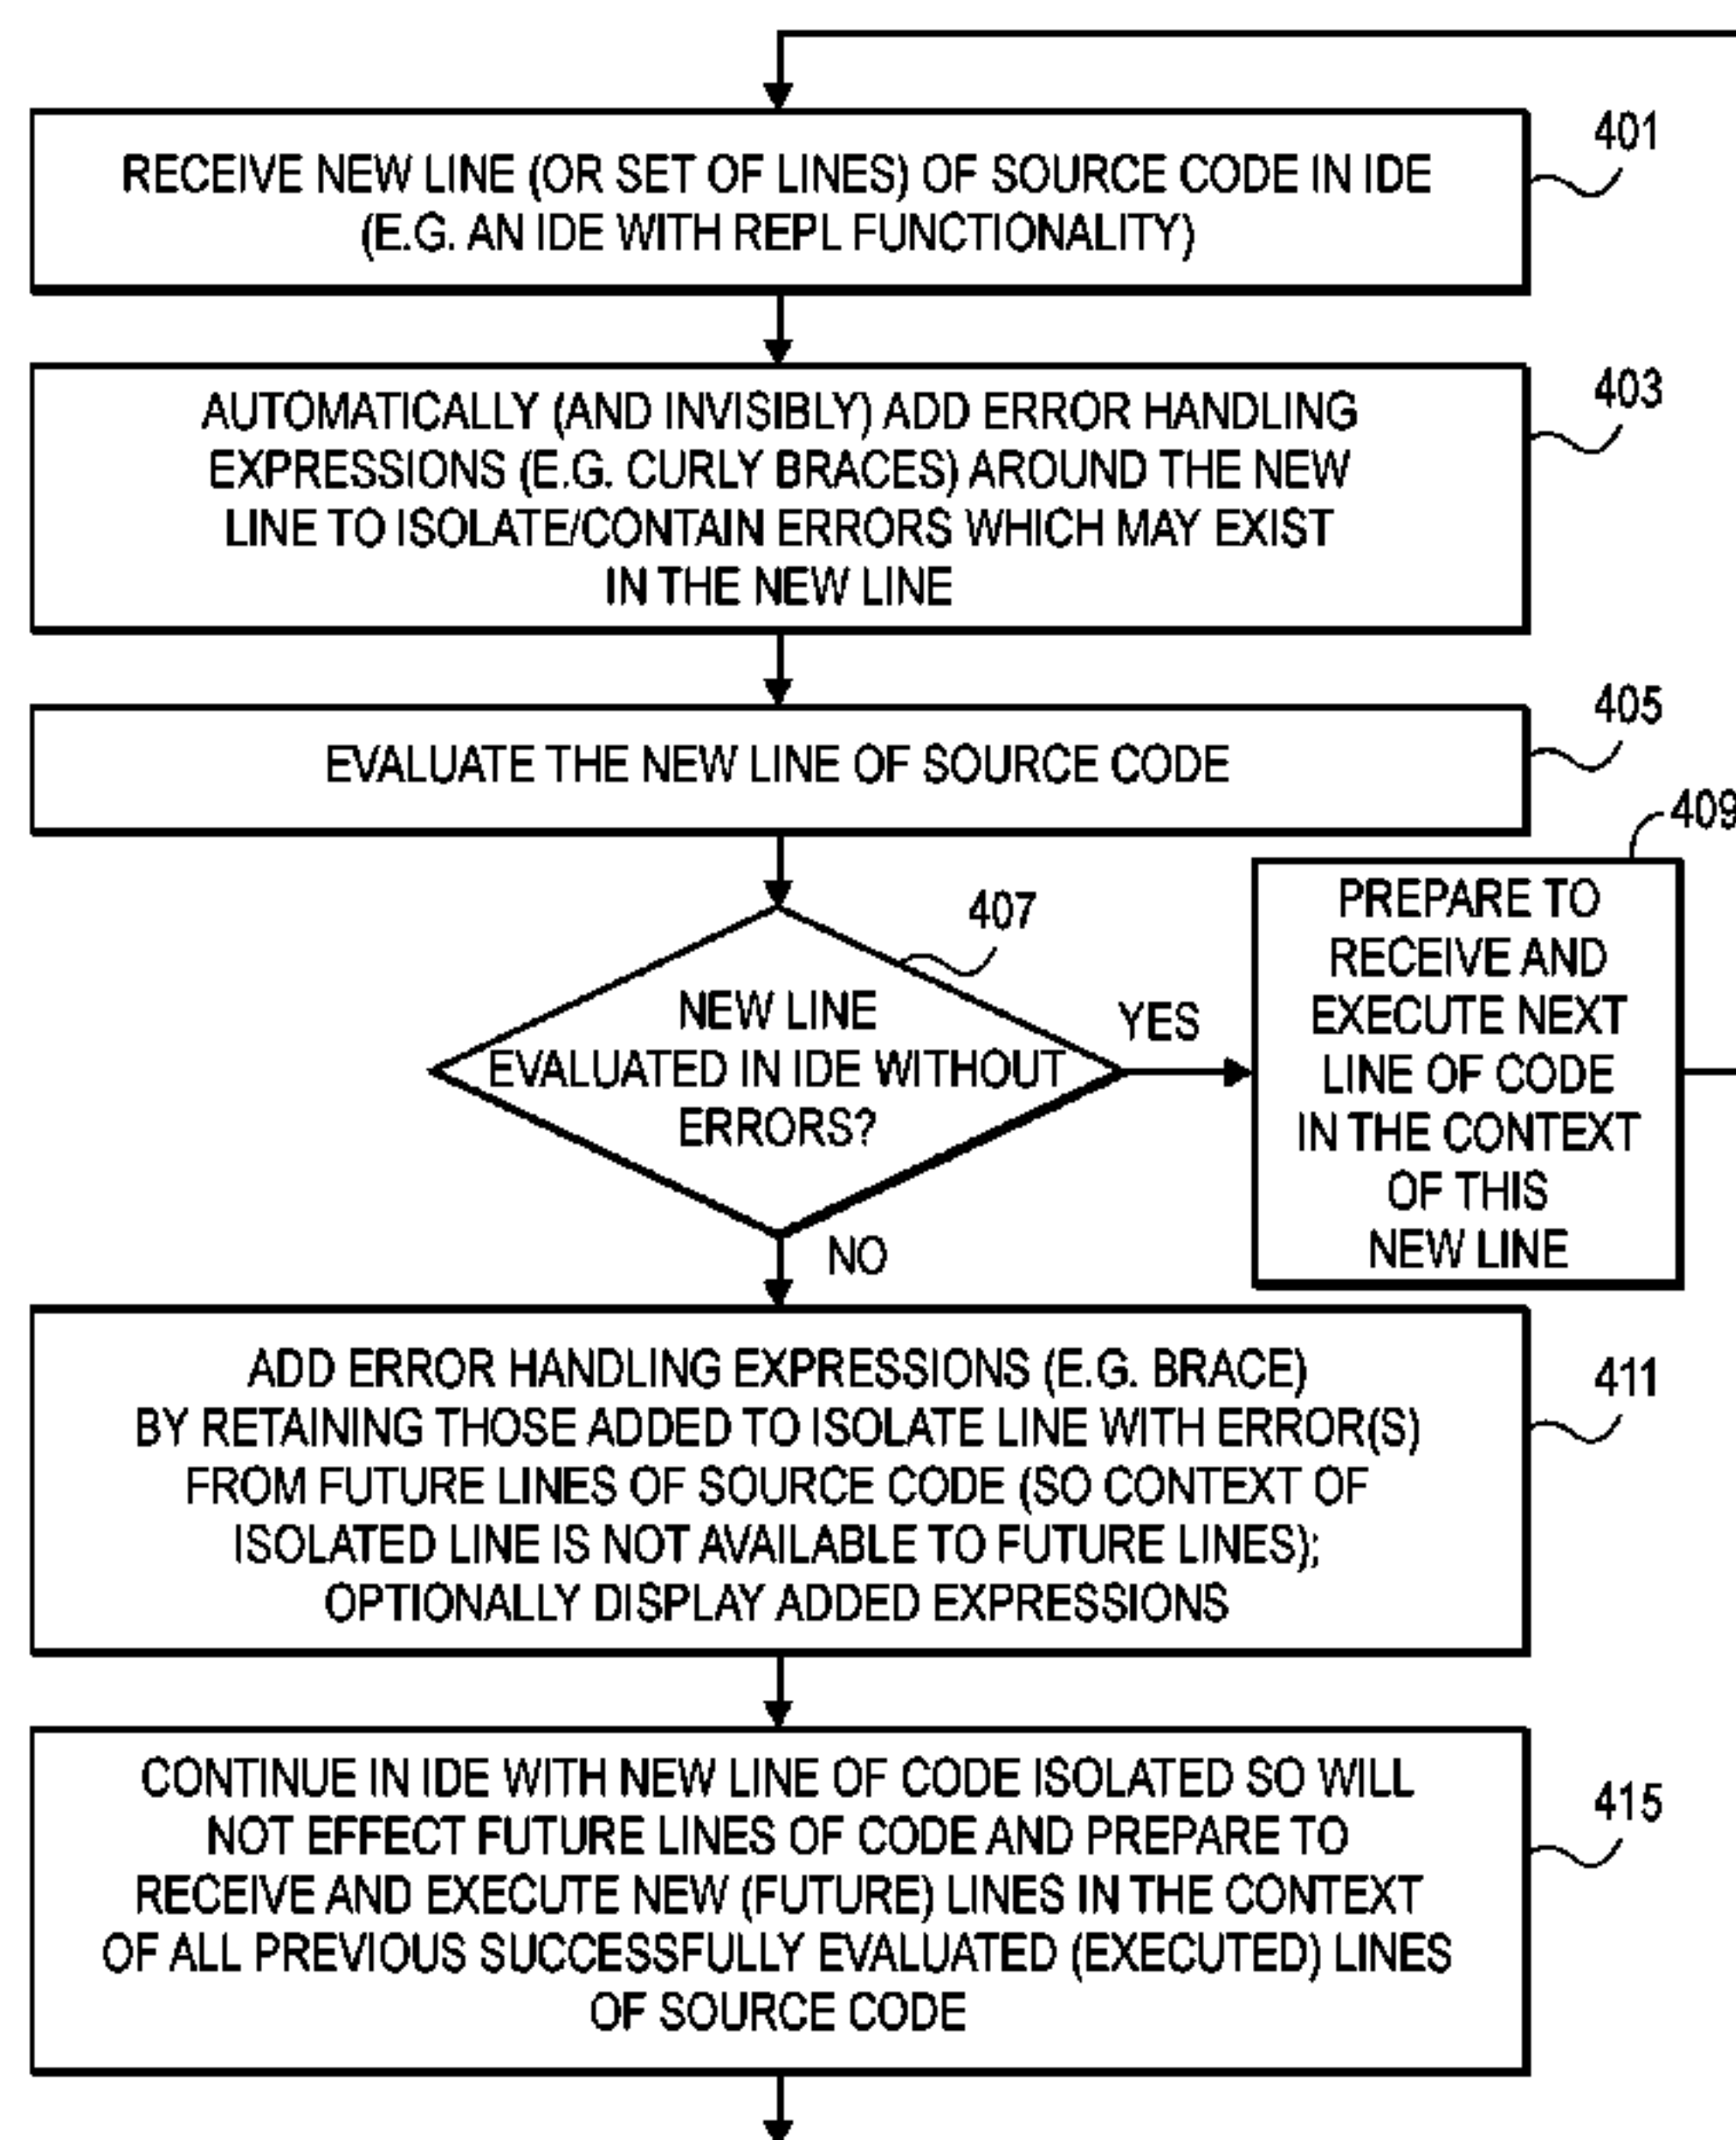 401
RECEIVE NEW LINE (OR SET OF LINES) OF SOURCE CODE IN IDE
(E.G. AN IDE WITH REPL FUNCTIONALITY)
403
AUTOMATICALLY (AND INVISIBLY) ADD ERROR HANDLING
EXPRESSIONS (E.G. CURLY BRACES) AROUND THE NEW
LINE TO ISOLATE/CONTAIN ERRORS WHICH MAY EXIST
IN THE NEW LINE
405
EVALUATE THE NEW LINE OF SOURCE CODE
407
NEW LINE
EVALUATED IN IDE WITHOUT
ERRORS?
YES
409
PREPARE TO
RECEIVE AND
EXECUTE NEXT
LINE OF CODE
IN THE CONTEXT
OF THIS
NEW LINE
NO
411
ADD ERROR HANDLING EXPRESSIONS (E.G. BRACE)
BY RETAINING THOSE ADDED TO ISOLATE LINE WITH ERROR(S)
FROM FUTURE LINES OF SOURCE CODE (SO CONTEXT OF
ISOLATED LINE IS NOT AVAILABLE TO FUTURE LINES);
OPTIONALLY DISPLAY ADDED EXPRESSIONS
415
CONTINUE IN IDE WITH NEW LINE OF CODE ISOLATED SO WILL
NOT EFFECT FUTURE LINES OF CODE AND PREPARE TO
RECEIVE AND EXECUTE NEW (FUTURE) LINES IN THE CONTEXT
OF ALL PREVIOUS SUCCESSFULLY EVALUATED (EXECUTED) LINES
OF SOURCE CODE